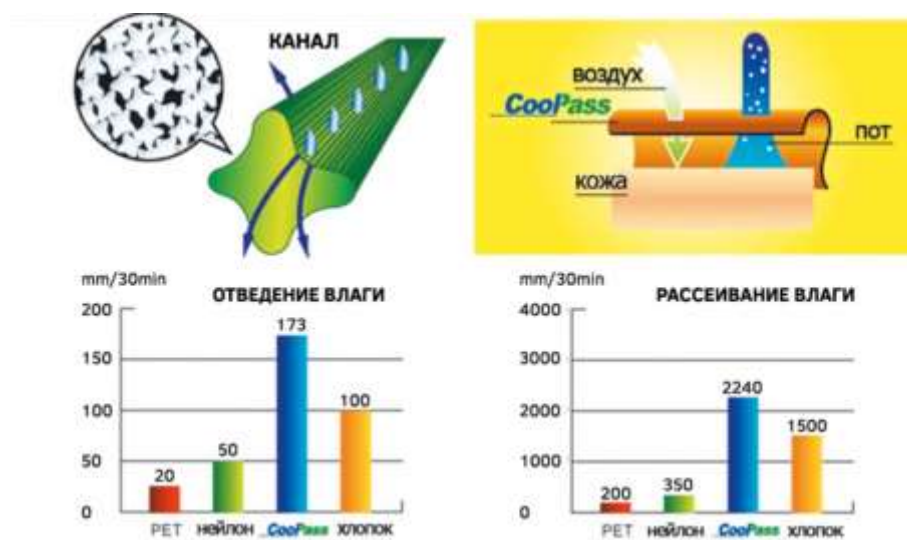 КАНАЛ
воздух
CooPass
пот
кожа
mm/30min
ОТВЕДЕНИЕ ВЛАГИ
200
150
100
50
0
20
50
173
100
PET нейлон CooPass хлопок
mm/30min
РАССЕИВАНИЕ ВЛАГИ
4000
3000
2000
1000
0
200
350
2240
1500
PET нейлон CooPass хлопок